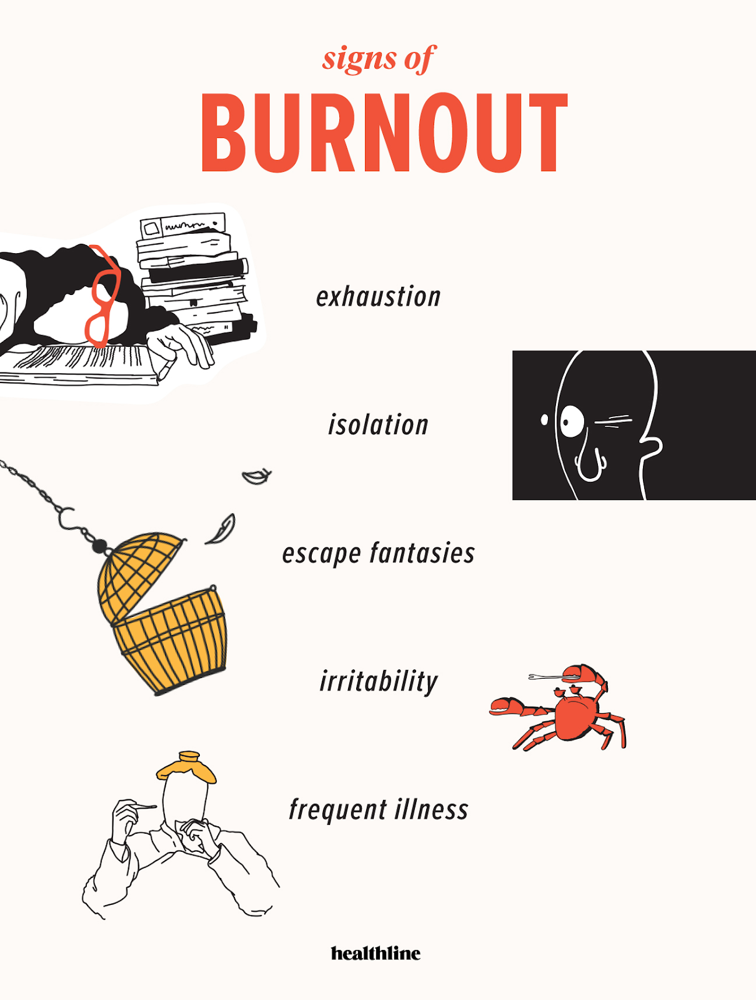 signs of
BURNOUT
exhaustion
isolation
escape fantasies
irritability
frequent illness
healthline